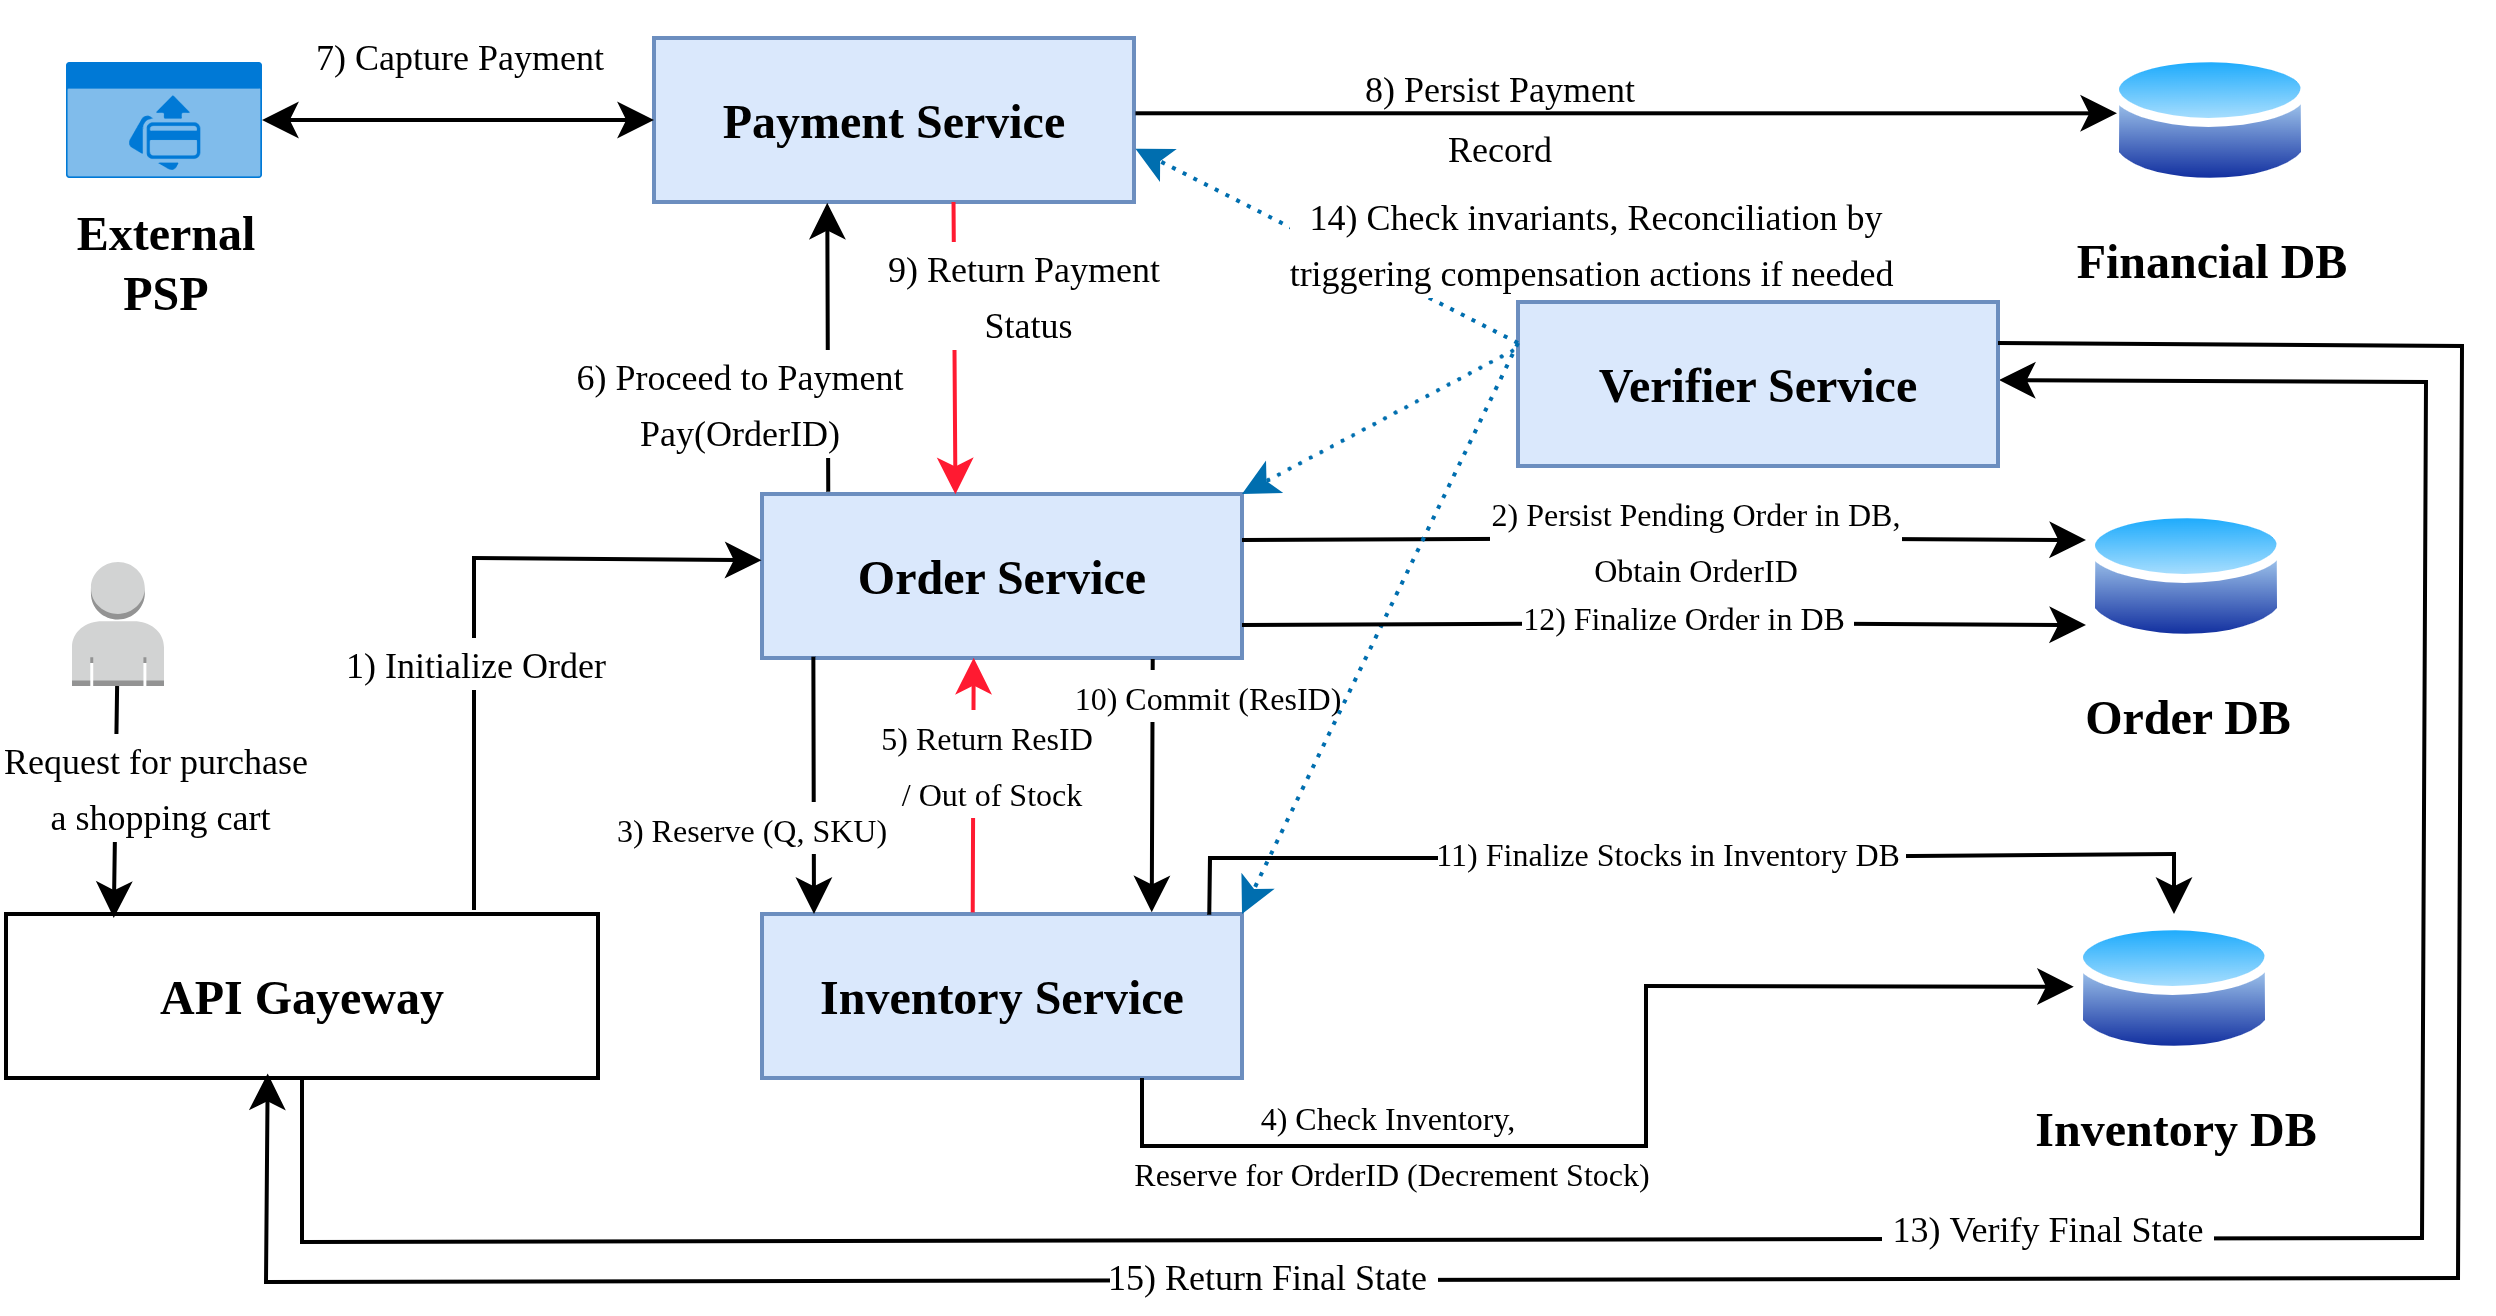 7) Capture Payment
Payment Service
8) Persist Payment
Record
External
PSP
Financial DB
14) Check invariants, Reconciliation by
triggering compensation actions if needed
9) Return Payment
Status
6) Proceed to Payment
Pay(OrderID)
Verifier Service
Order Service
2) Persist Pending Order in DB,
Obtain OrderID
12) Finalize Order in DB
Order DB
1) Initialize Order
Request for purchase
a shopping cart
10) Commit (ResID)
5) Return ResID
/ Out of Stock
3) Reserve (Q, SKU)
11) Finalize Stocks in Inventory DB
API Gayeway
Inventory Service
Inventory DB
4) Check Inventory,
Reserve for OrderID (Decrement Stock)
13) Verify Final State
15) Return Final State